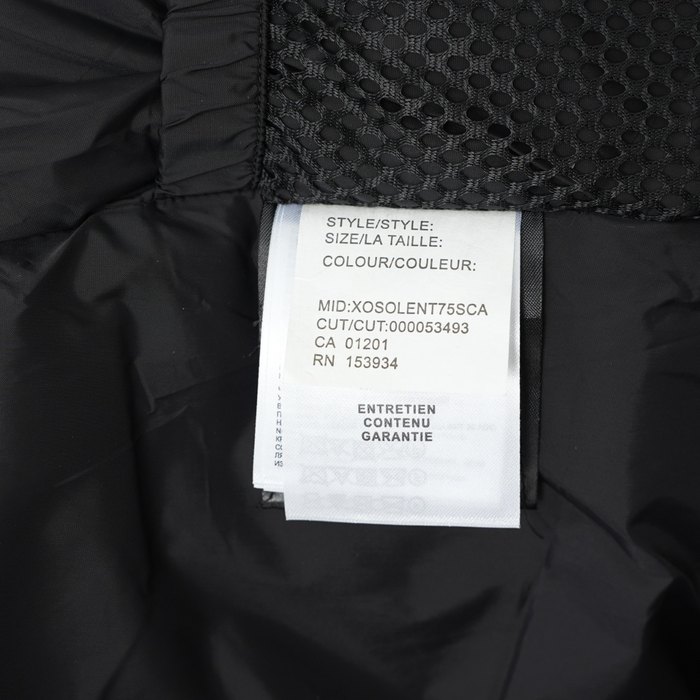 STYLE/STYLE:
SIZE/LA TAILLE:
COLOUR/COULEUR:
MID:XOSOLENT75SCA
CUT/CUT:000053493
CA 01201
RN 153934
ENTRETIEN
CONTENU
GARANTIE